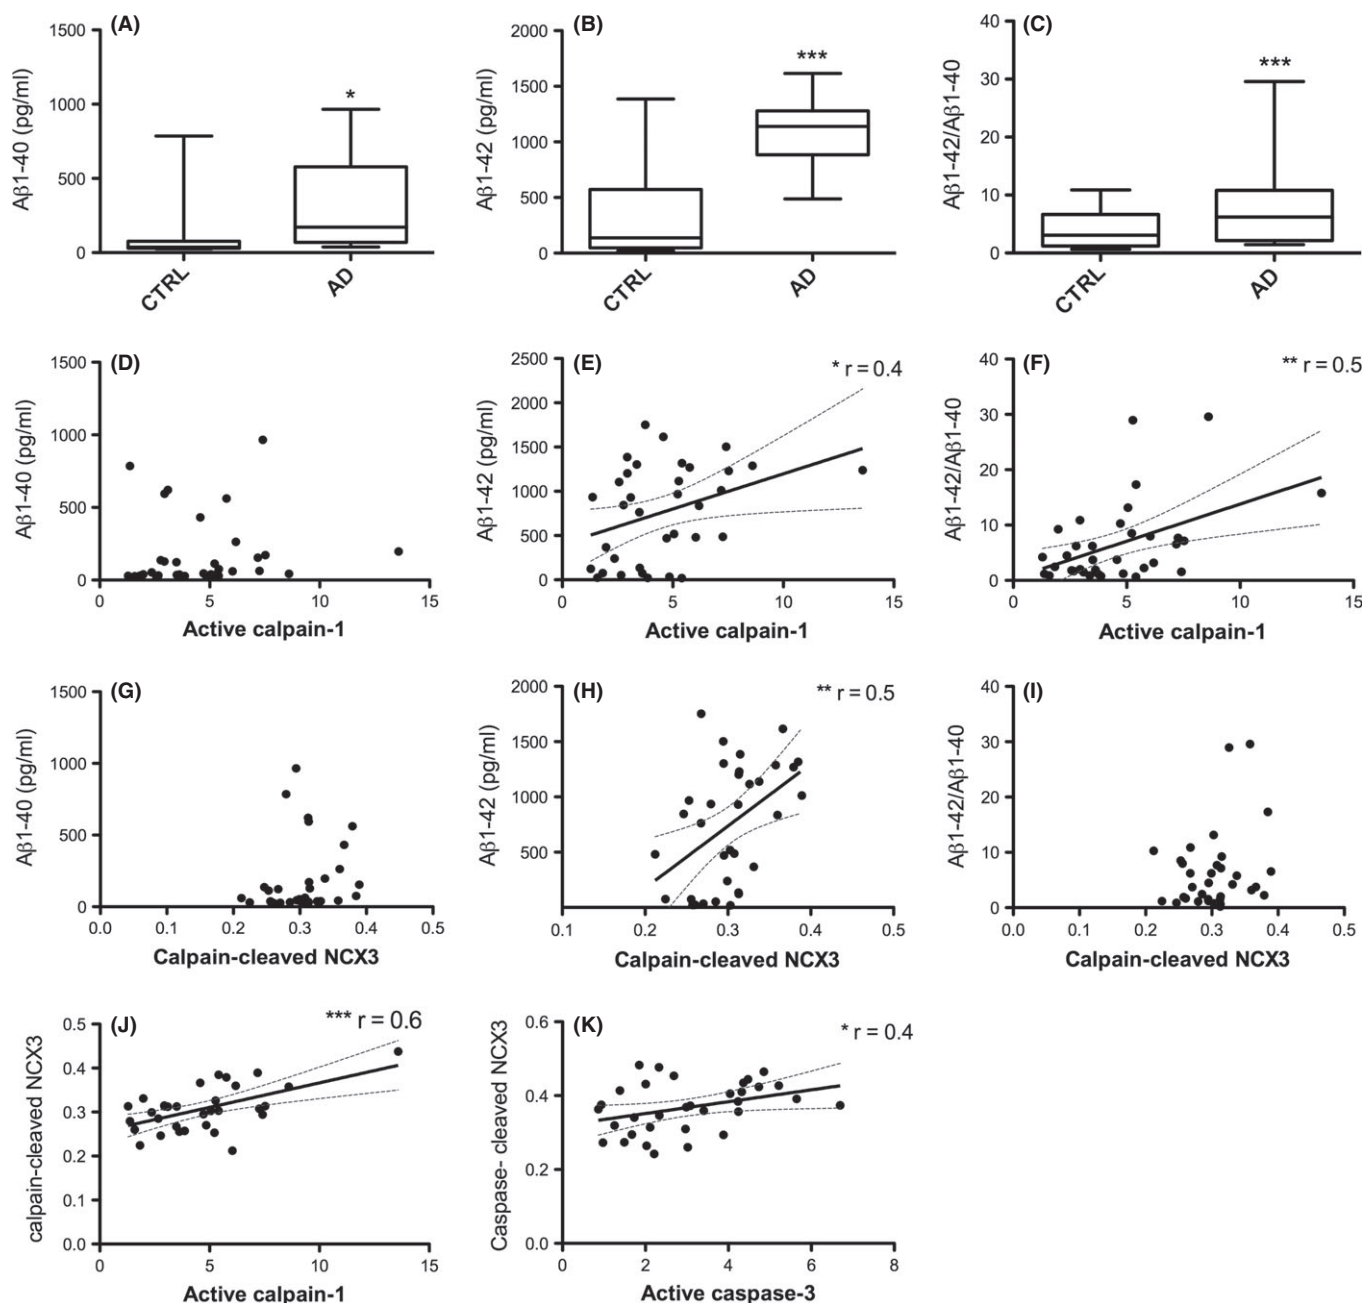 (A)
Aβ1-40 (pg/ml)
1500
1000
500
0
*
CTRL
AD
(B)
Aβ1-42 (pg/ml)
2000
1500
1000
500
0
***
CTRL
AD
(C)
Aβ1-42/Aβ1-40
40
30
20
10
0
***
CTRL
AD
(D)
Aβ1-40 (pg/ml)
1500
1000
500
0
0 5 10 15
Active calpain-1
(E)
* r = 0.4
Aβ1-42 (pg/ml)
2500
2000
1500
1000
500
0
0 5 10 15
Active calpain-1
(F)
** r = 0.5
Aβ1-42/Aβ1-40
40
30
20
10
0
0 5 10 15
Active calpain-1
(G)
Aβ1-40 (pg/ml)
1500
1000
500
0
0.0 0.1 0.2 0.3 0.4 0.5
Calpain-cleaved NCX3
(H)
** r = 0.5
Aβ1-42 (pg/ml)
2000
1500
1000
500
0
0.1 0.2 0.3 0.4 0.5
Calpain-cleaved NCX3
(I)
Aβ1-42/Aβ1-40
40
30
20
10
0
0.0 0.1 0.2 0.3 0.4 0.5
Calpain-cleaved NCX3
(J)
*** r = 0.6
calpain-cleaved NCX3
0.5
0.4
0.3
0.2
0.1
0.0
0 5 10 15
Active calpain-1
(K)
* r = 0.4
Caspase- cleaved NCX3
0.6
0.4
0.2
0.0
0 2 4 6 8
Active caspase-3